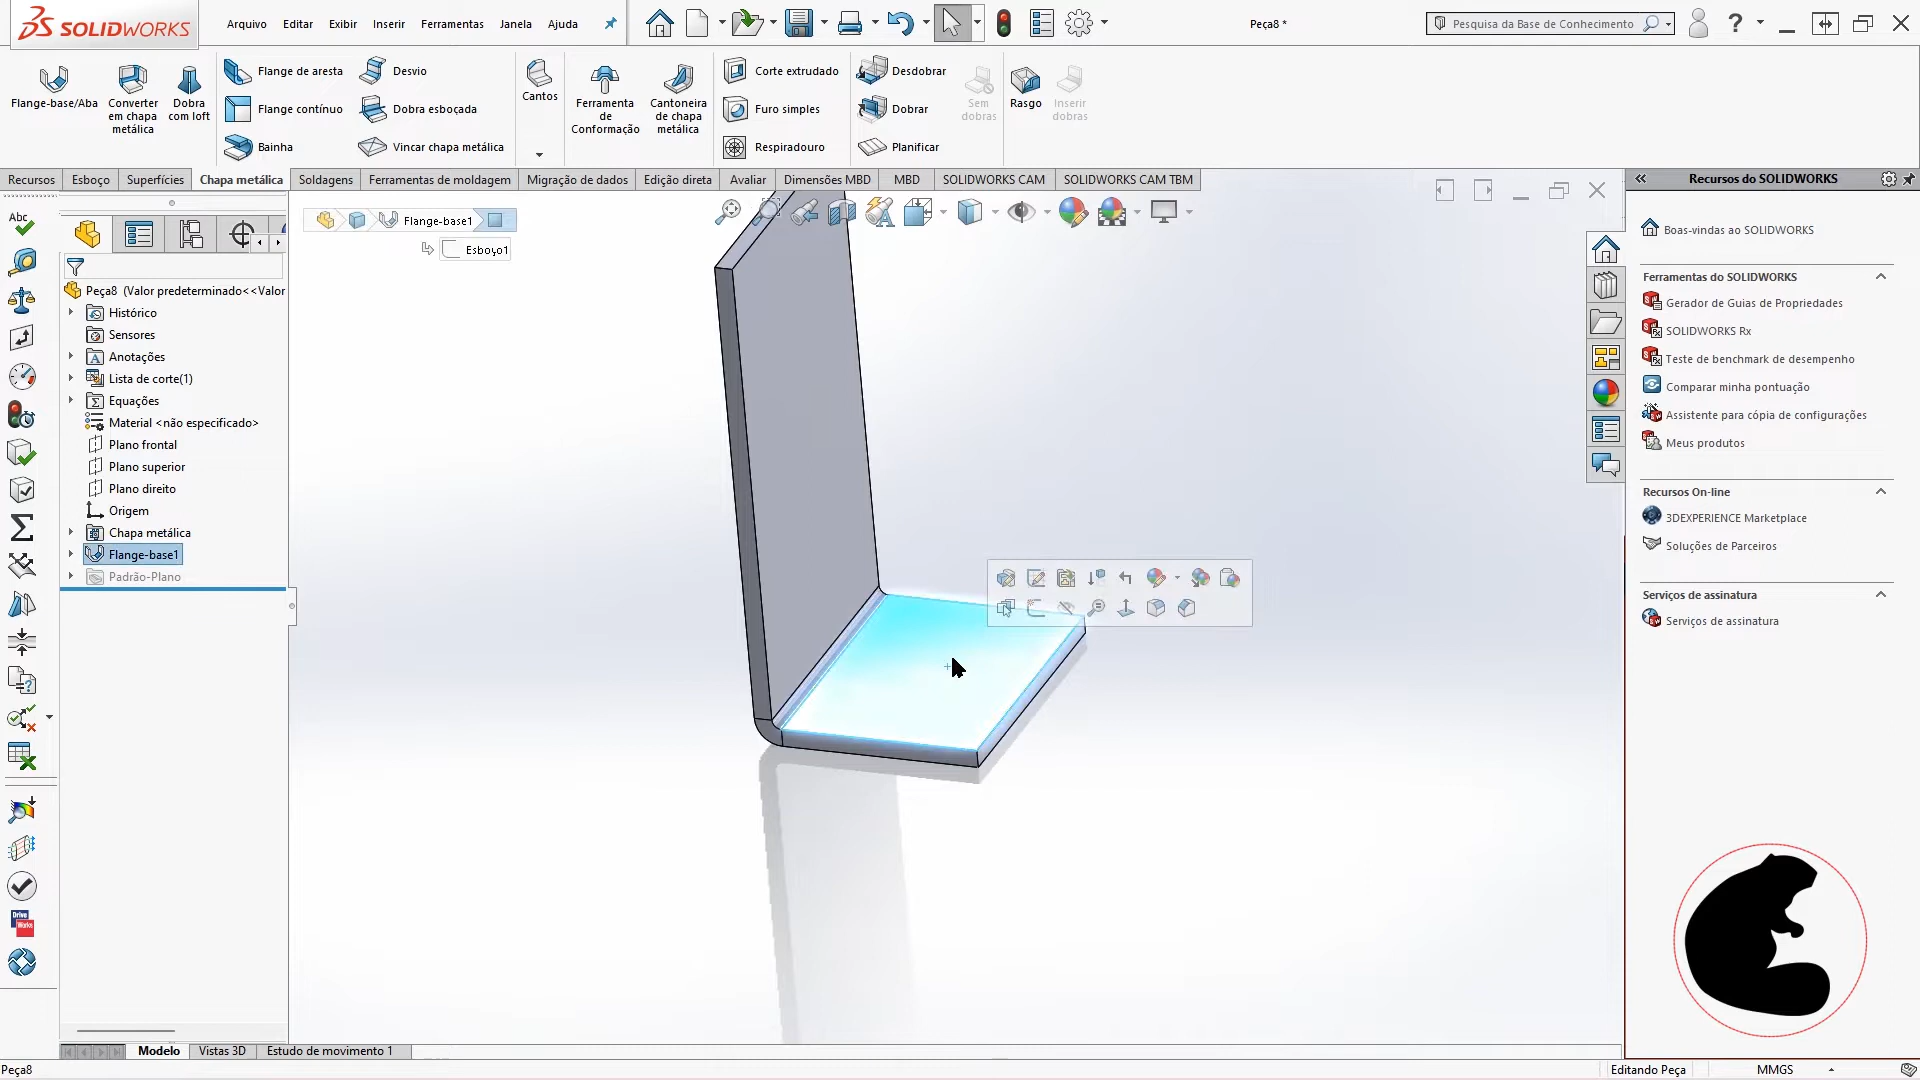 SOLIDWORKS
Arquivo Editar Exibir Inserir Ferramentas Janela Ajuda
Peça8 *
Pesquisa da Base de Conhecimento
?
Flange-base/Aba
Converter em chapa metálica
Dobra com loft
Flange de aresta
Flange contínuo
Bainha
Desvio
Dobra esboçada
Vincar chapa metálica
Cantos
Ferramenta de Conformação
Cantoneira de chapa metálica
Corte extrudado
Furo simples
Respiradouro
Desdobrar
Dobrar
Planificar
Sem dobras
Rasgo
Inserir dobras
Recursos Esboço Superfícies Chapa metálica Soldagens Ferramentas de moldagem Migração de dados Edição direta Avaliar Dimensões MBD MBD SOLIDWORKS CAM SOLIDWORKS CAM TBM
Abc
Peça8 (Valor predeterminado<<Valor
Histórico
Sensores
Anotações
Lista de corte(1)
Equações
Material <não especificado>
Plano frontal
Plano superior
Plano direito
Origem
Chapa metálica
Flange-base1
Padrão-Plano
Flange-base1
Esboço1
Recursos do SOLIDWORKS
Boas-vindas ao SOLIDWORKS
Ferramentas do SOLIDWORKS
Gerador de Guias de Propriedades
SOLIDWORKS Rx
Teste de benchmark de desempenho
Comparar minha pontuação
Assistente para cópia de configurações
Meus produtos
Recursos On-line
3DEXPERIENCE Marketplace
Soluções de Parceiros
Serviços de assinatura
Serviços de assinatura
Drive Works
Modelo Vistas 3D Estudo de movimento 1
Peça8
Editando Peça
MMGS